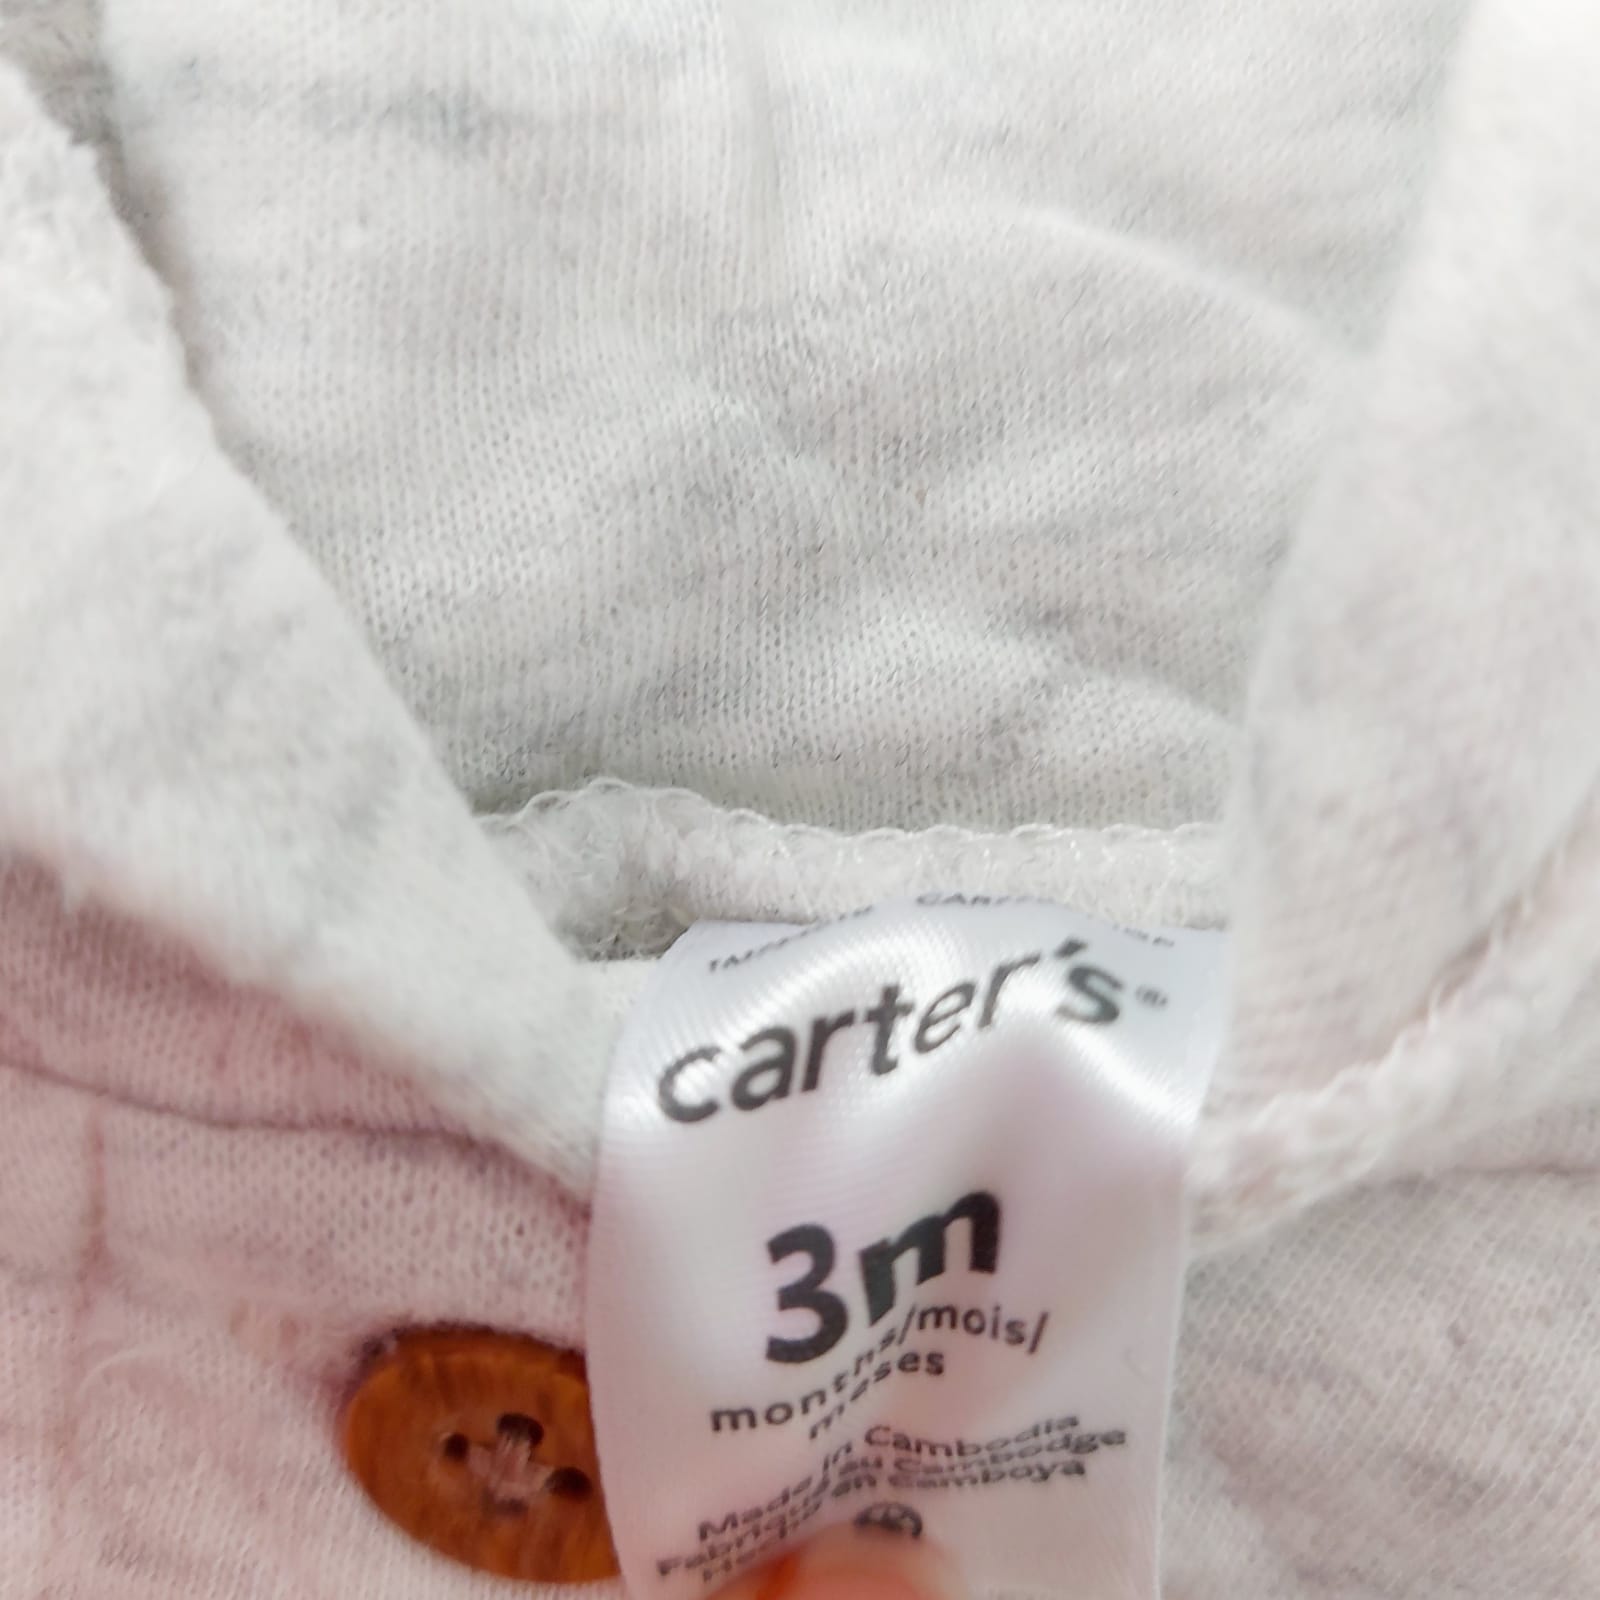 carter's®
3m
months/mois/
meses
Made in Cambodia
Fabriqué au Cambodge
Hecho en Camboya